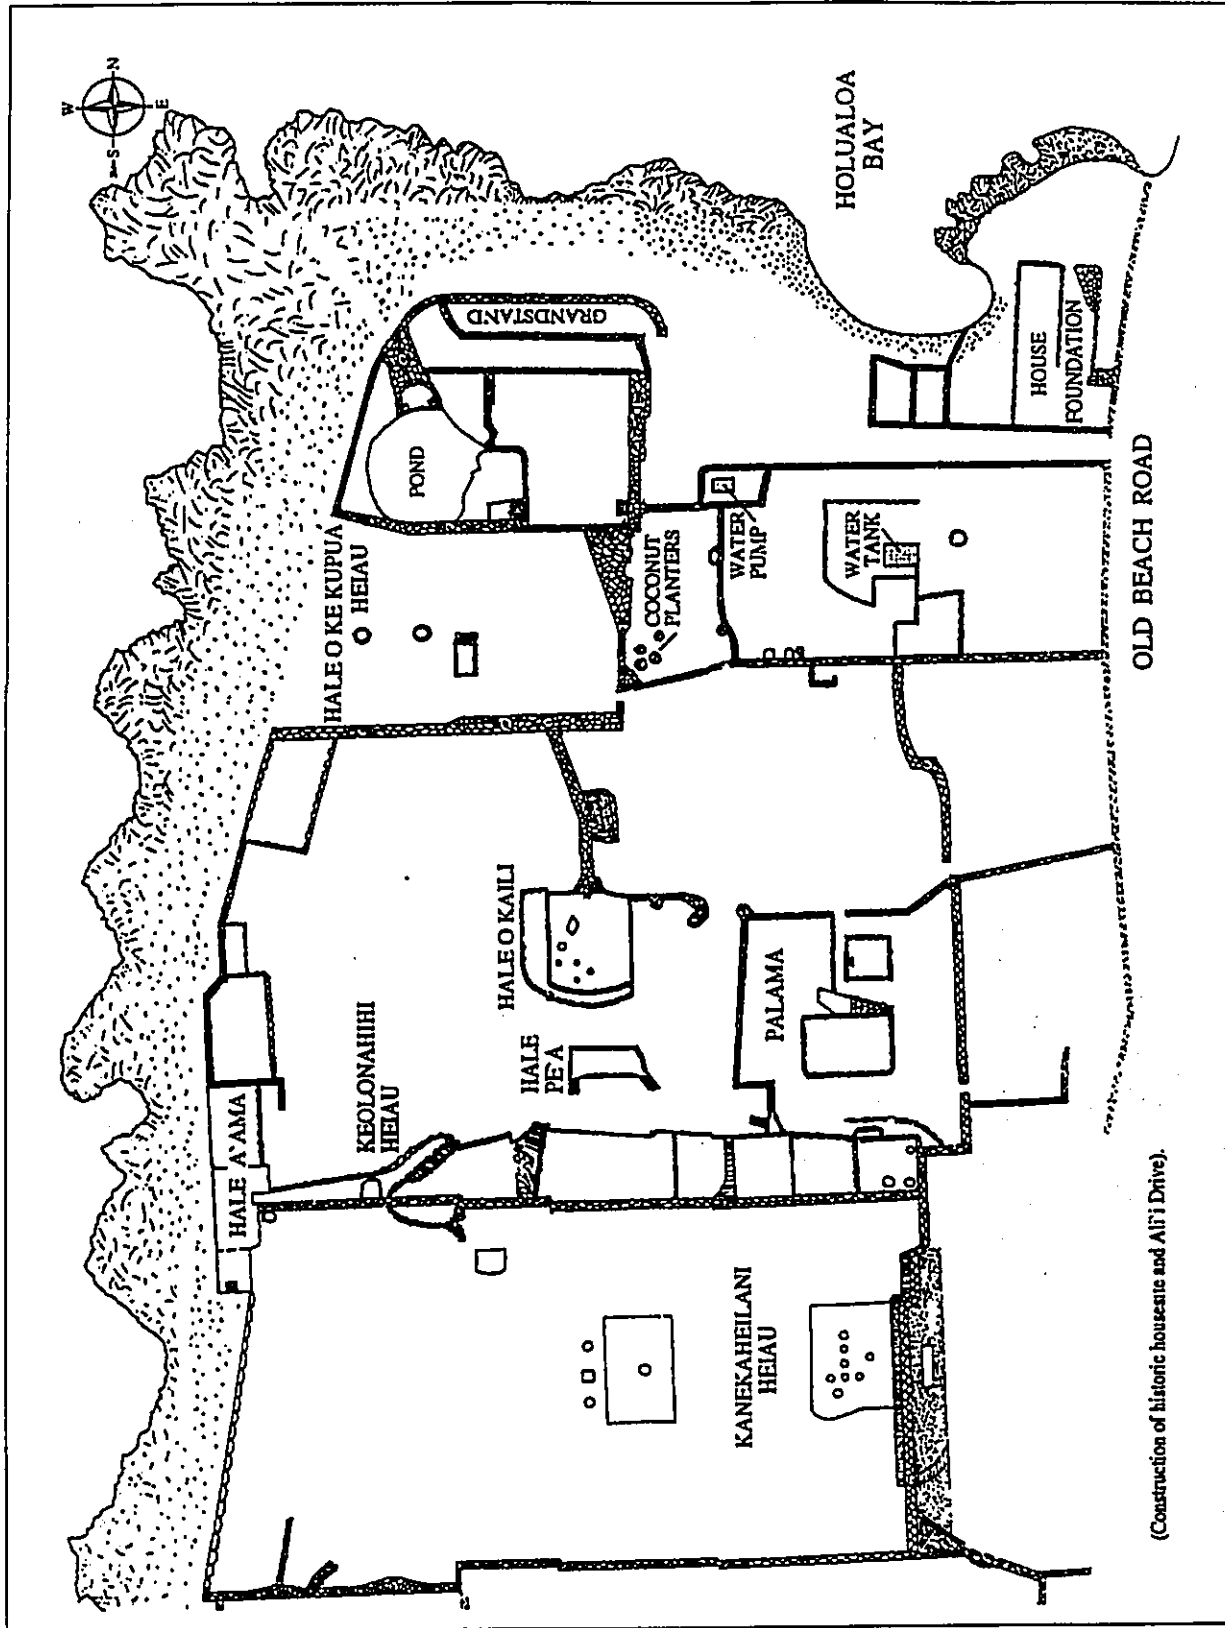 W
N
S
E
HOLUALOA
BAY
GRANDSTAND
POND
HOUSE
FOUNDATION
HALE O KE KUPUA
HEIAU
COCONUT
PLANTERS
WATER
PUMP
WATER
TANK
OLD BEACH ROAD
HALE O KAILI
HALE
PE'A
PALAMA
KEOLONAHIHI
HEIAU
HALE A'AMA
KANEKAHEILANI
HEIAU
(Construction of historic housesite and Ali'i Drive).